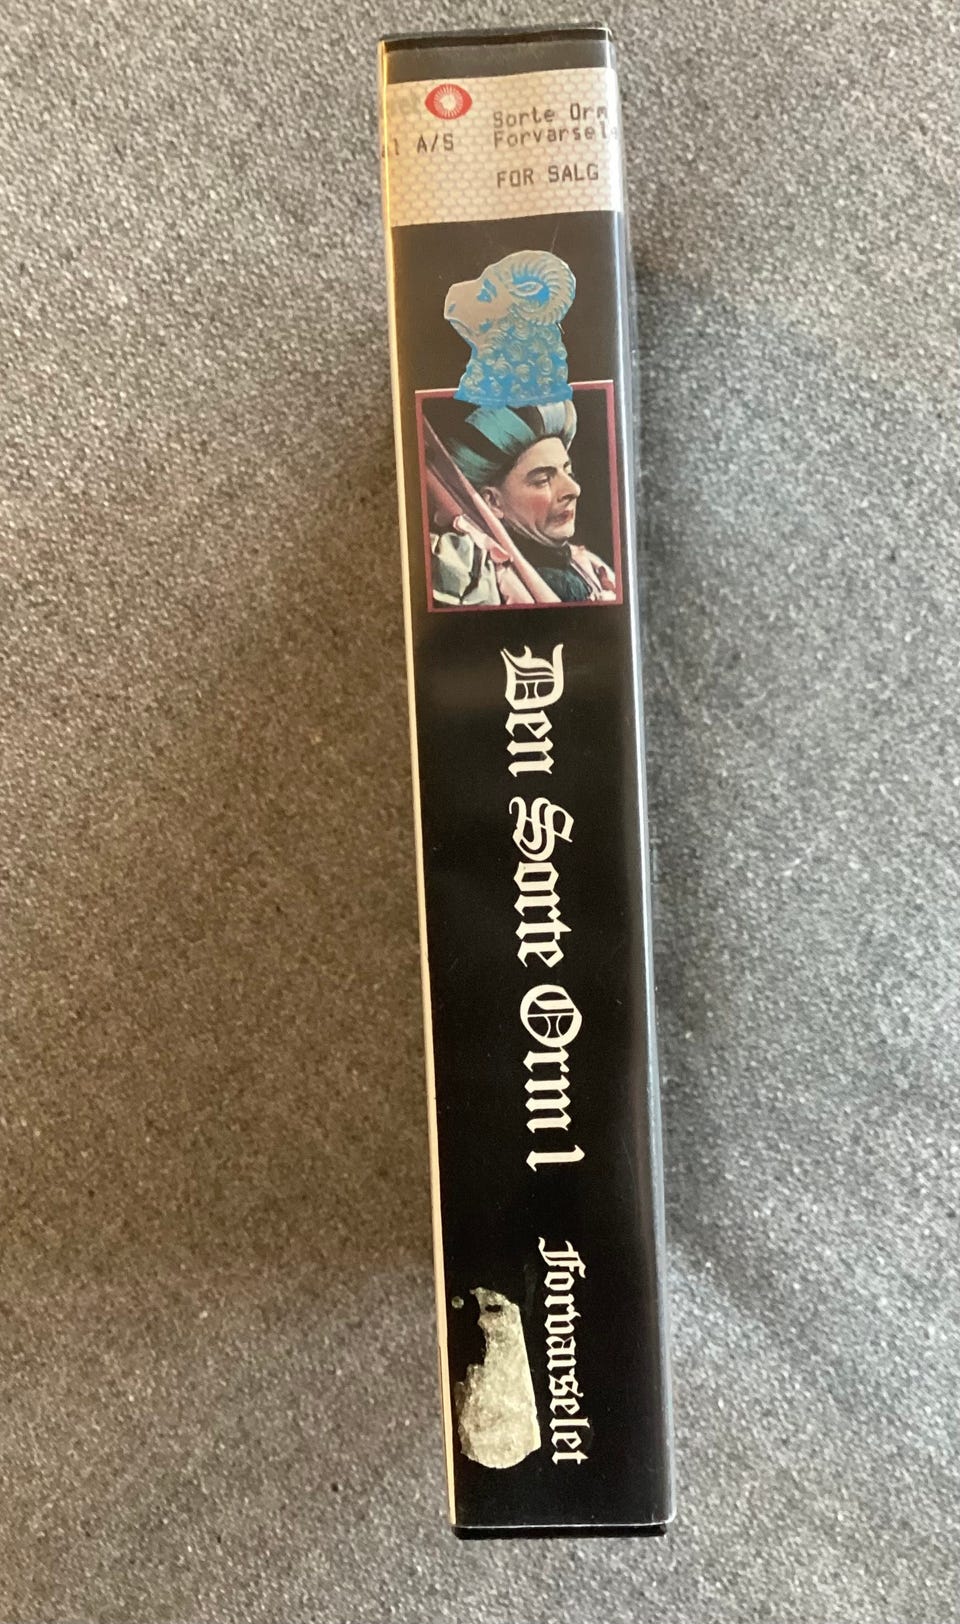 A/S
Sorte Orm
Forvarsel
FOR SALG
Den Sorte Orm 1
Forvarselet